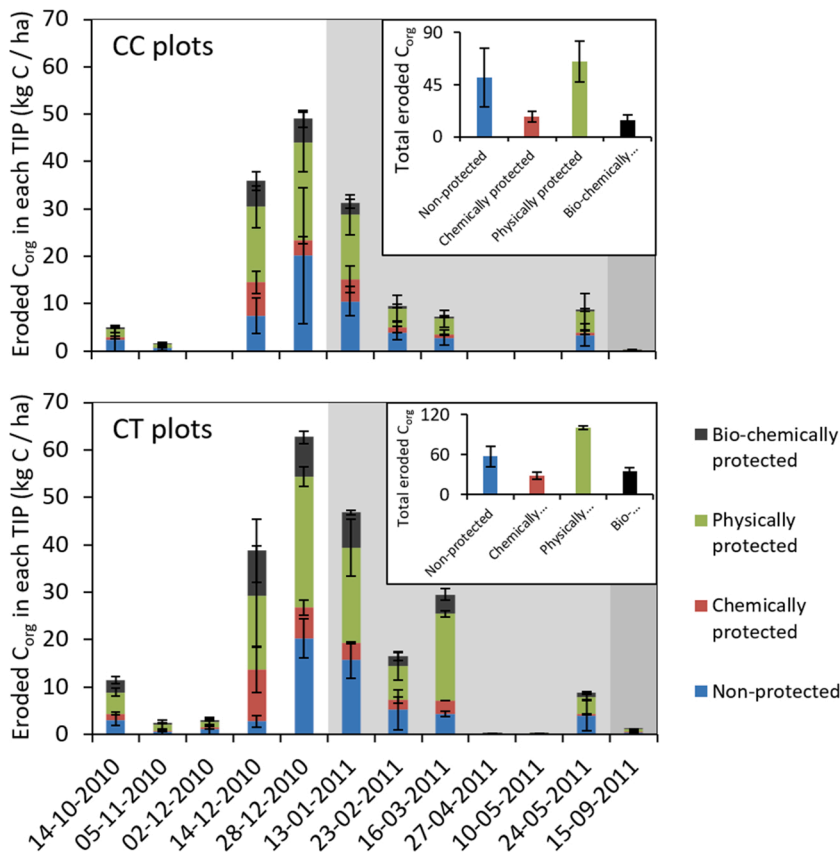 CC plots
Eroded Corg in each TIP (kg C / ha)
70
60
50
40
30
20
10
0
Total eroded Corg
90
45
0
Non-protected
Chemically protected
Physically protected
Bio-chemically...
CT plots
Eroded Corg in each TIP (kg C / ha)
70
60
50
40
30
20
10
0
Total eroded Corg
120
60
0
Non-protected
Chemically...
Physically...
Bio-...
14-10-2010
05-11-2010
02-12-2010
14-12-2010
28-12-2010
13-01-2011
23-02-2011
16-03-2011
27-04-2011
10-05-2011
24-05-2011
15-09-2011
Bio-chemically
protected
Physically
protected
Chemically
protected
Non-protected